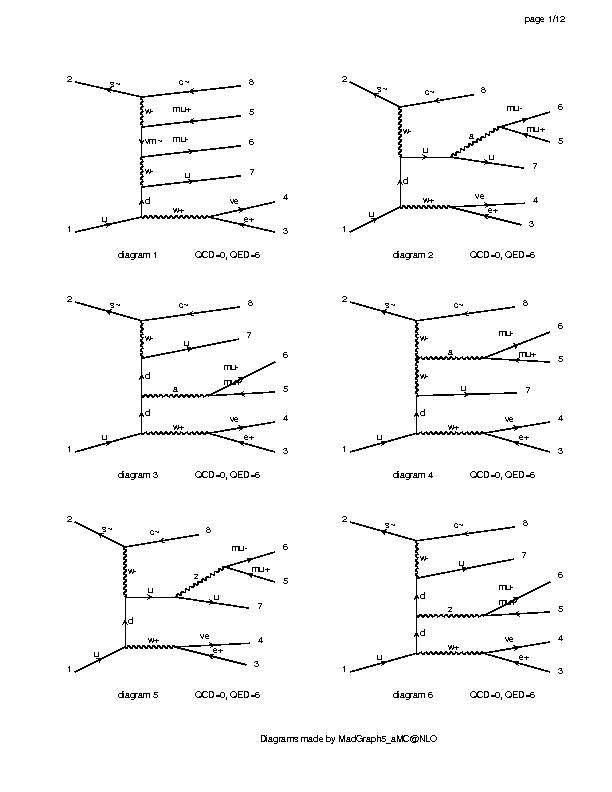 page 1/12
2 s~ c~ 8
w- mu+ 5
vm~ mu- 6
w- u 7
d
u w+ ve 4
1 e+ 3
diagram 1 QCD=0, QED=6
2 s~ c~ 8
mu- 6
w- a mu+ 5
u u 7
d
u w+ ve 4
1 e+ 3
diagram 2 QCD=0, QED=6
2 s~ c~ 8
w- u 7
mu- 6
d a mu+ 5
d
u w+ ve 4
1 e+ 3
diagram 3 QCD=0, QED=6
2 s~ c~ 8
w- mu- 6
a mu+ 5
w- u 7
d
u w+ ve 4
1 e+ 3
diagram 4 QCD=0, QED=6
2 s~ c~ 8
mu- 6
w- z mu+ 5
u u 7
d
u w+ ve 4
1 e+ 3
diagram 5 QCD=0, QED=6
2 s~ c~ 8
w- u 7
mu- 6
d z mu+ 5
d
u w+ ve 4
1 e+ 3
diagram 6 QCD=0, QED=6
Diagrams made by MadGraph5_aMC@NLO